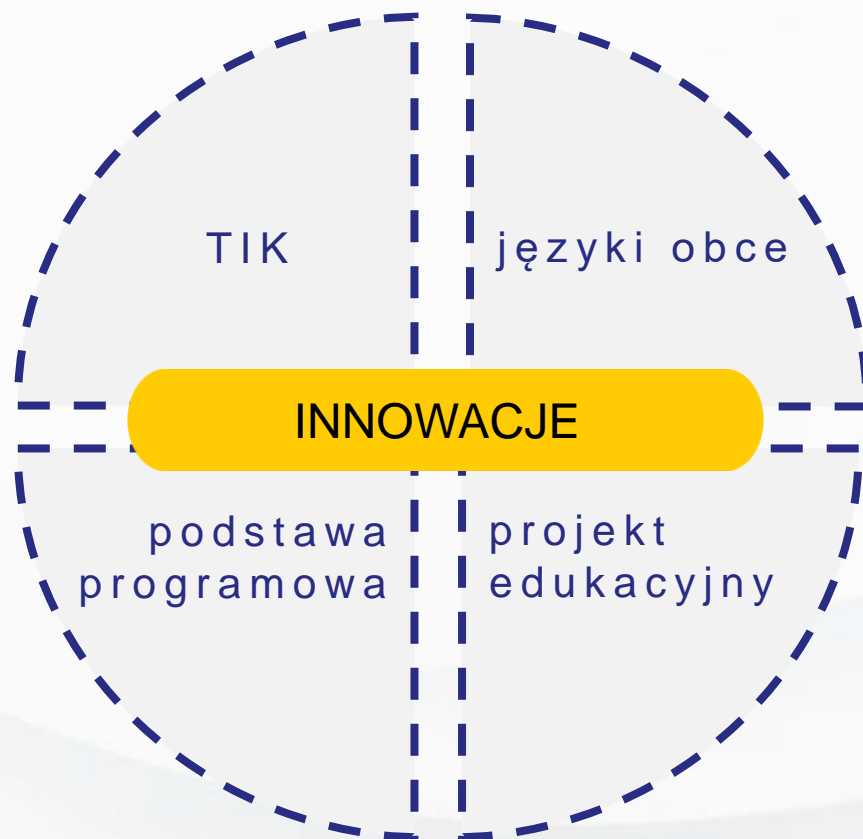 TIK
języki obce
INNOWACJE
podstawa
programowa
projekt
edukacyjny